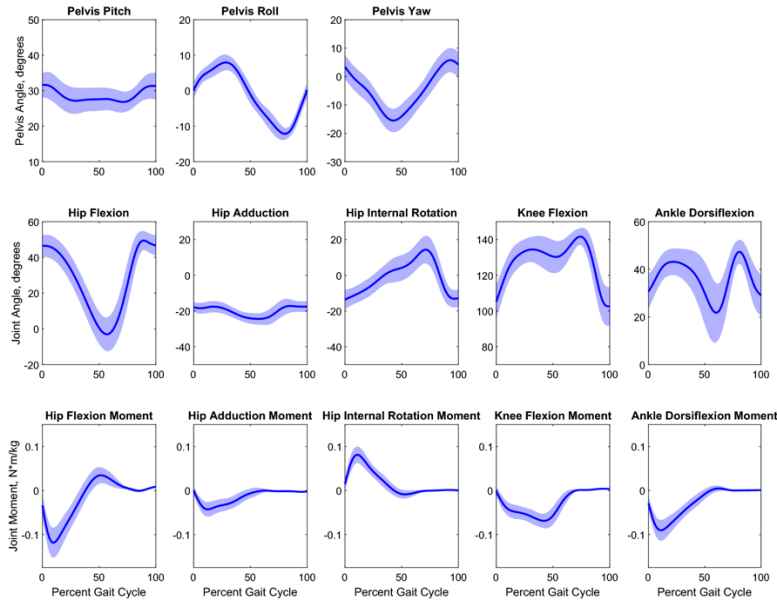 Pelvis Pitch Pelvis Roll Pelvis Yaw
Pelvis Angle, degrees
50
40
30
20
10
0 50 100
20
10
0
-10
-20
0 50 100
20
10
0
-10
-20
-30
0 50 100
Hip Flexion Hip Adduction Hip Internal Rotation Knee Flexion Ankle Dorsiflexion
Joint Angle, degrees
60
40
20
0
-20
0 50 100
20
0
-20
-40
0 50 100
20
0
-20
-40
0 50 100
140
120
100
80
0 50 100
60
40
20
0
0 50 100
Hip Flexion Moment Hip Adduction Moment Hip Internal Rotation Moment Knee Flexion Moment Ankle Dorsiflexion Moment
Joint Moment, N*m/kg
0.1
0
-0.1
0 50 100
0.1
0
-0.1
0 50 100
0.1
0
-0.1
0 50 100
0.1
0
-0.1
0 50 100
0.1
0
-0.1
0 50 100
Percent Gait Cycle Percent Gait Cycle Percent Gait Cycle Percent Gait Cycle Percent Gait Cycle